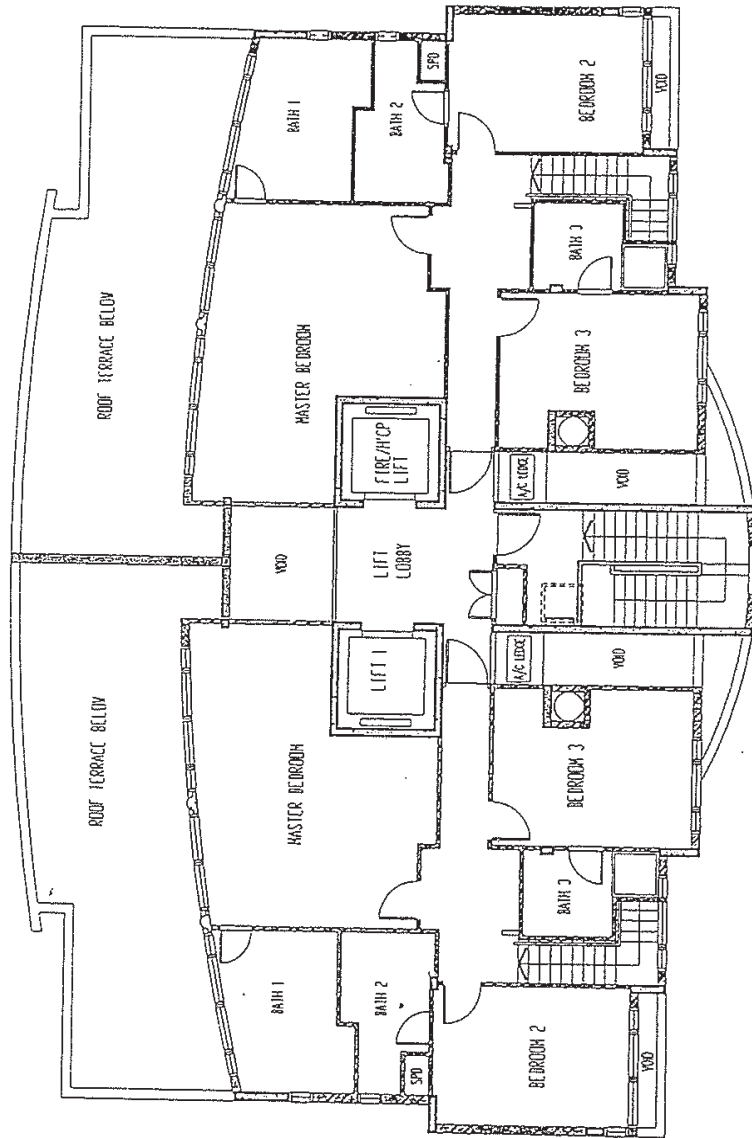 ROOF TERRACE BELOW
ROOF TERRACE BELOW
BATH 1
MASTER BEDROOM
VOID
MASTER BEDROOM
BATH 1
BATH 2
LIFT 1
LIFT
LOBBY
FIRE/H'CP
LIFT
BATH 2
SPD
SPD
A/C LEDGE
A/C LEDGE
BEDROOM 2
BATH 3
BEDROOM 3
VOID
VOID
BEDROOM 3
BATH 3
BEDROOM 2
VOID
VOID